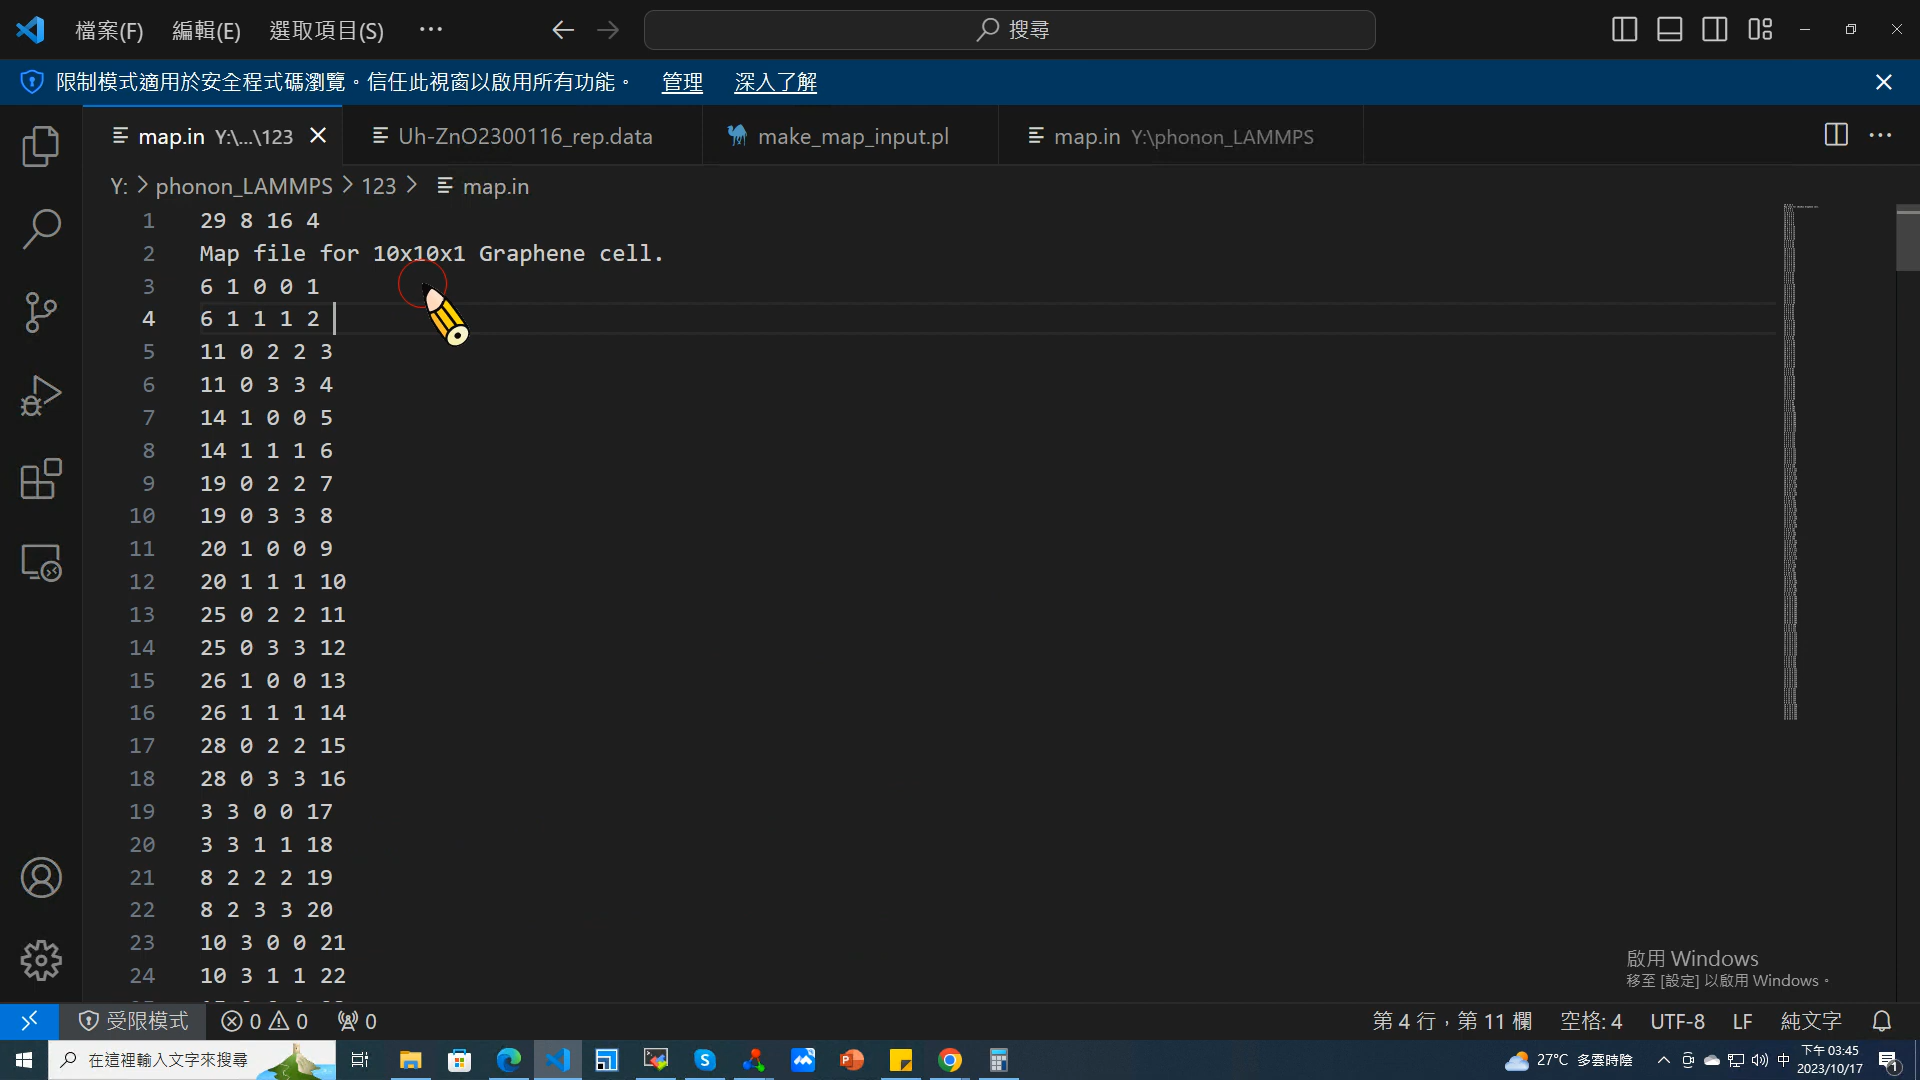 檔案(F) 編輯(E) 選取項目(S) ··· 搜尋
限制模式適用於安全程式碼瀏覽。信任此視窗以啟用所有功能。 管理 深入了解
map.in Y:\...\123 Uh-ZnO2300116_rep.data make_map_input.pl map.in Y:\phonon_LAMMPS
Y: > phonon_LAMMPS > 123 > map.in
1 29 8 16 4
2 Map file for 10x10x1 Graphene cell.
3 6 1 0 0 1
4 6 1 1 1 2
5 11 0 2 2 3
6 11 0 3 3 4
7 14 1 0 0 5
8 14 1 1 1 6
9 19 0 2 2 7
10 19 0 3 3 8
11 20 1 0 0 9
12 20 1 1 1 10
13 25 0 2 2 11
14 25 0 3 3 12
15 26 1 0 0 13
16 26 1 1 1 14
17 28 0 2 2 15
18 28 0 3 3 16
19 3 3 0 0 17
20 3 3 1 1 18
21 8 2 2 2 19
22 8 2 3 3 20
23 10 3 0 0 21
24 10 3 1 1 22
啟用 Windows
移至 [設定] 以啟用 Windows。
受限模式 0 0 0 第 4 行，第 11 欄 空格: 4 UTF-8 LF 純文字
在這裡輸入文字來搜尋 27°C 多雲時陰 中 下午 03:45
2023/10/17 1